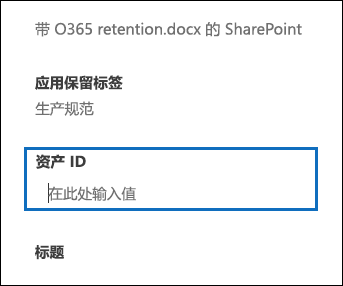 带 O365 retention.docx 的 SharePoint
应用保留标签
生产规范
资产 ID
在此处输入值
标题